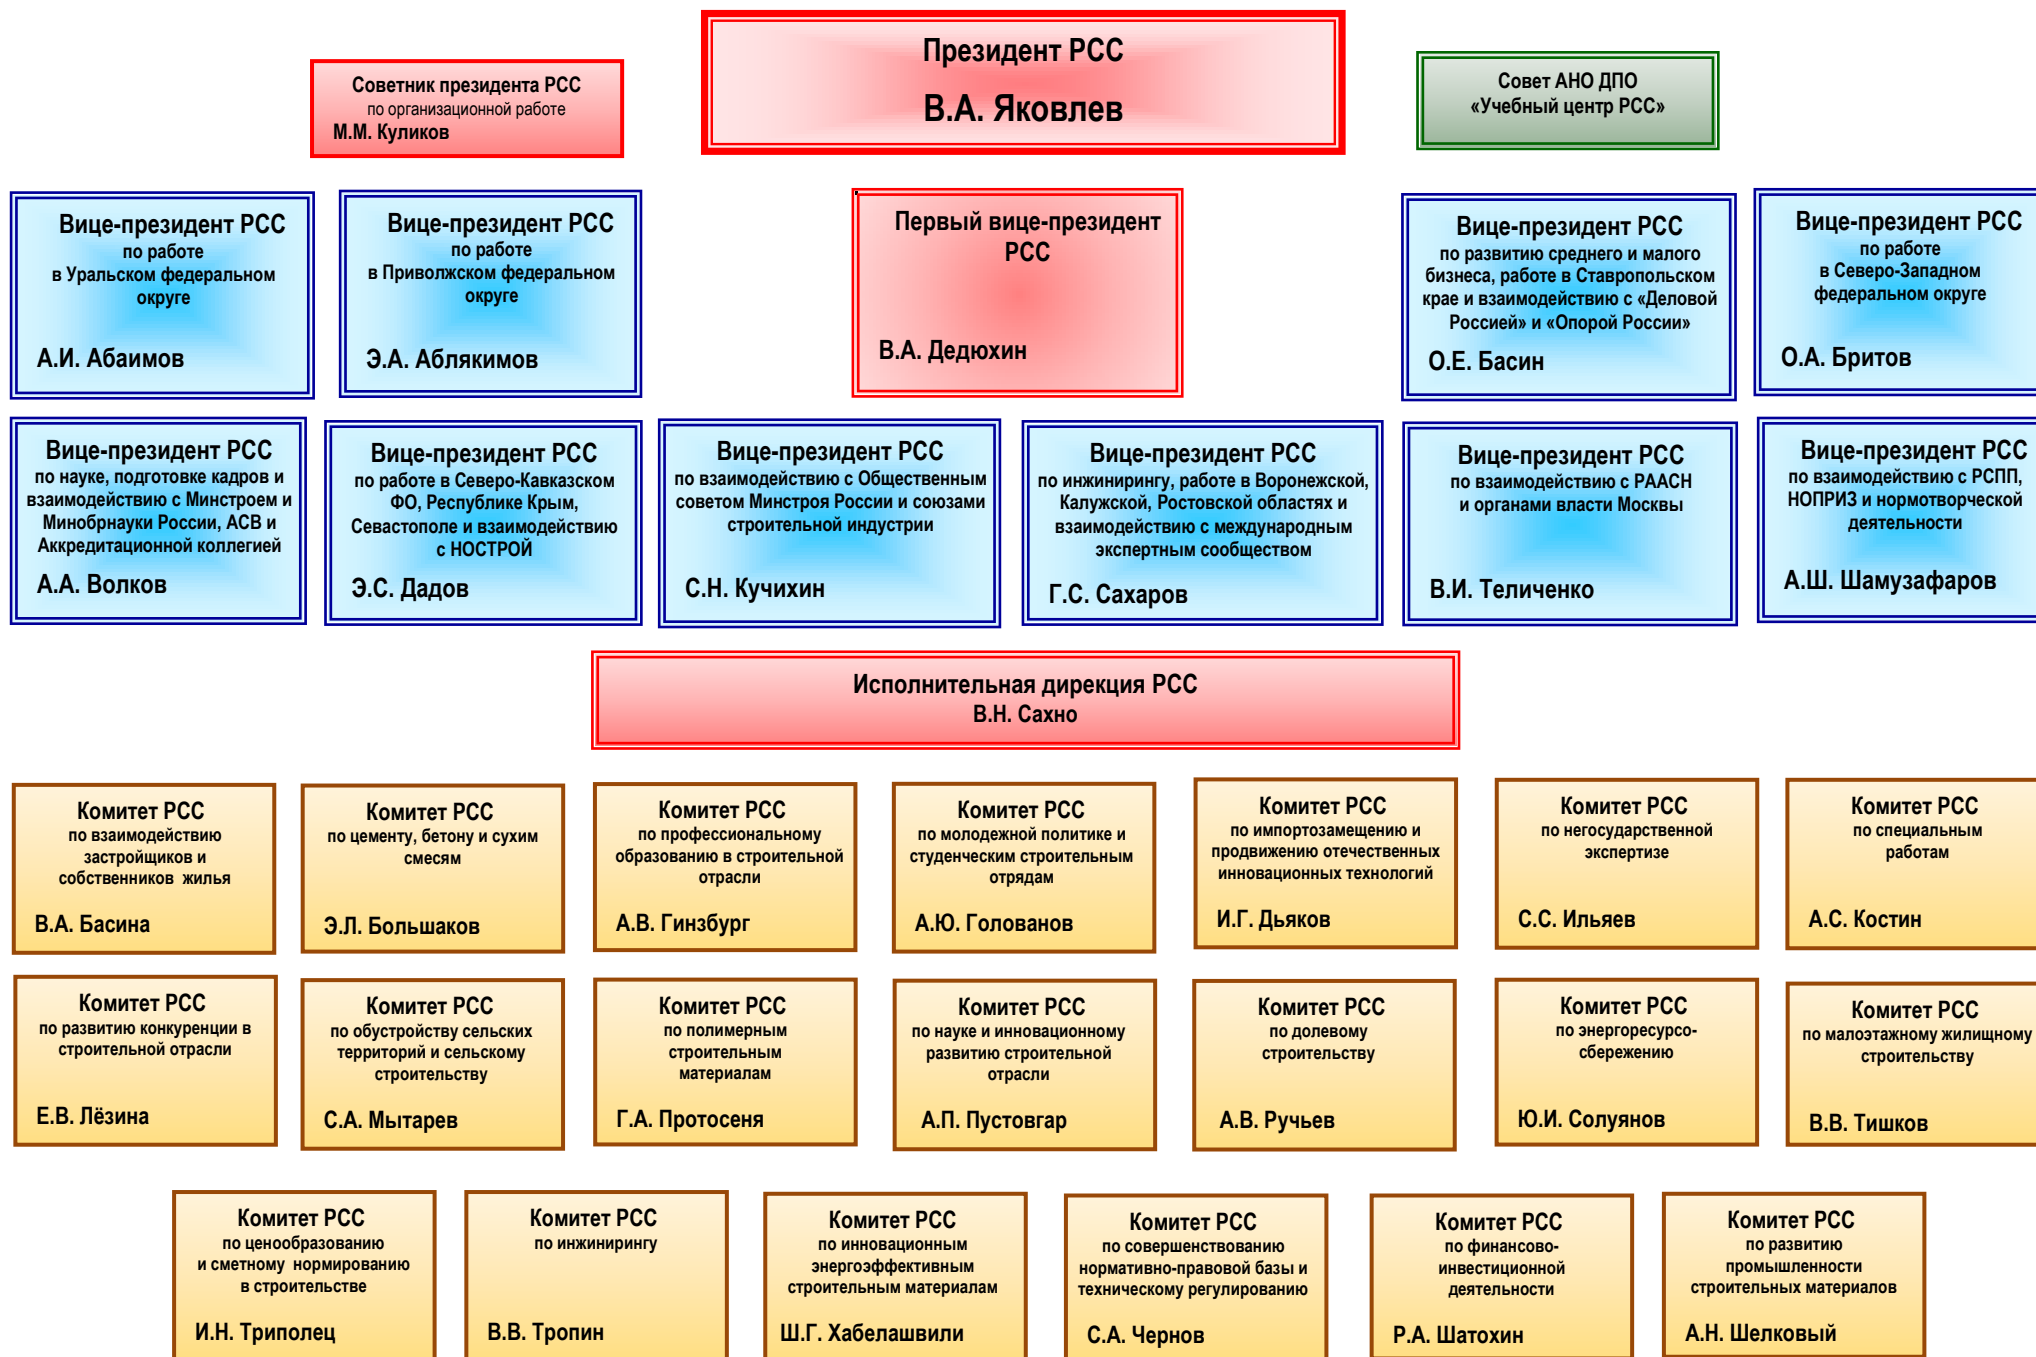 Президент РСС
В.А. Яковлев
Советник президента РСС
по организационной работе
М.М. Куликов
Совет АНО ДПО
«Учебный центр РСС»
Вице-президент РСС
по работе
в Уральском федеральном
округе
А.И. Абаимов
Вице-президент РСС
по работе
в Приволжском федеральном
округе
Э.А. Аблякимов
Первый вице-президент
РСС
В.А. Дедюхин
Вице-президент РСС
по развитию среднего и малого
бизнеса, работе в Ставропольском
крае и взаимодействию с «Деловой
Россией» и «Опорой России»
О.Е. Басин
Вице-президент РСС
по работе
в Северо-Западном
федеральном округе
О.А. Бритов
Вице-президент РСС
по науке, подготовке кадров и
взаимодействию с Минстроем и
Минобрнауки России, АСВ и
Аккредитационной коллегией
А.А. Волков
Вице-президент РСС
по работе в Северо-Кавказском
ФО, Республике Крым,
Севастополе и взаимодействию
с НОСТРОЙ
Э.С. Дадов
Вице-президент РСС
по взаимодействию с Общественным
советом Минстроя России и союзами
строительной индустрии
С.Н. Кучихин
Вице-президент РСС
по инжинирингу, работе в Воронежской,
Калужской, Ростовской областях и
взаимодействию с международным
экспертным сообществом
Г.С. Сахаров
Вице-президент РСС
по взаимодействию с РААСН
и органами власти Москвы
В.И. Теличенко
Вице-президент РСС
по взаимодействию с РСПП,
НОПРИЗ и нормотворческой
деятельности
А.Ш. Шамузафаров
Исполнительная дирекция РСС
В.Н. Сахно
Комитет РСС
по взаимодействию
застройщиков и
собственников жилья
В.А. Басина
Комитет РСС
по цементу, бетону и сухим
смесям
Э.Л. Большаков
Комитет РСС
по профессиональному
образованию в строительной
отрасли
А.В. Гинзбург
Комитет РСС
по молодежной политике и
студенческим строительным
отрядам
А.Ю. Голованов
Комитет РСС
по импортозамещению и
продвижению отечественных
инновационных технологий
И.Г. Дьяков
Комитет РСС
по негосударственной
экспертизе
С.С. Ильяев
Комитет РСС
по специальным
работам
А.С. Костин
Комитет РСС
по развитию конкуренции в
строительной отрасли
Е.В. Лёзина
Комитет РСС
по обустройству сельских
территорий и сельскому
строительству
С.А. Мытарев
Комитет РСС
по полимерным
строительным
материалам
Г.А. Протосеня
Комитет РСС
по науке и инновационному
развитию строительной
отрасли
А.П. Пустовгар
Комитет РСС
по долевому
строительству
А.В. Ручьев
Комитет РСС
по энергоресурсо-
сбережению
Ю.И. Солуянов
Комитет РСС
по малоэтажному жилищному
строительству
В.В. Тишков
Комитет РСС
по ценообразованию
и сметному нормированию
в строительстве
И.Н. Триполец
Комитет РСС
по инжинирингу
В.В. Тропин
Комитет РСС
по инновационным
энергоэффективным
строительным материалам
Ш.Г. Хабелашвили
Комитет РСС
по совершенствованию
нормативно-правовой базы и
техническому регулированию
С.А. Чернов
Комитет РСС
по финансово-
инвестиционной
деятельности
Р.А. Шатохин
Комитет РСС
по развитию
промышленности
строительных материалов
А.Н. Шелковый